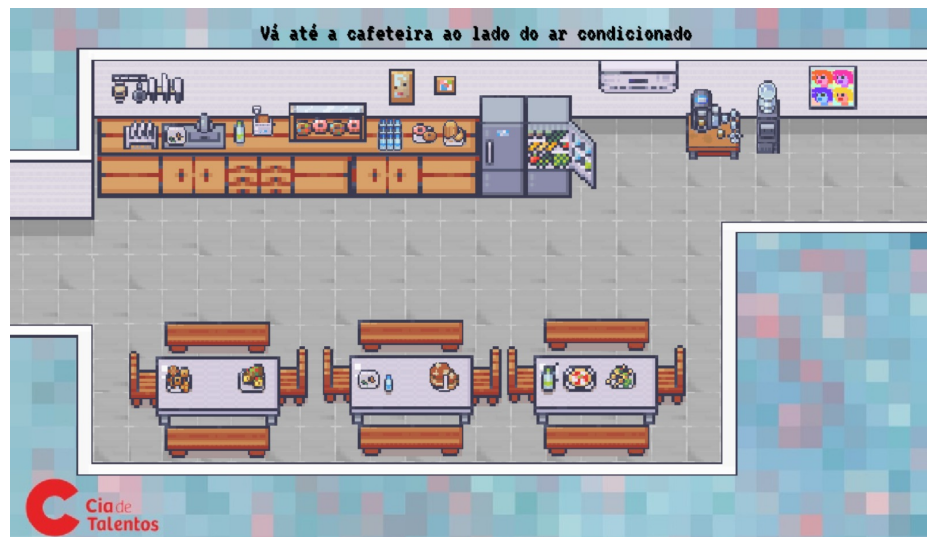 Vá até a cafeteira ao lado do ar condicionado
Cia de
Talentos